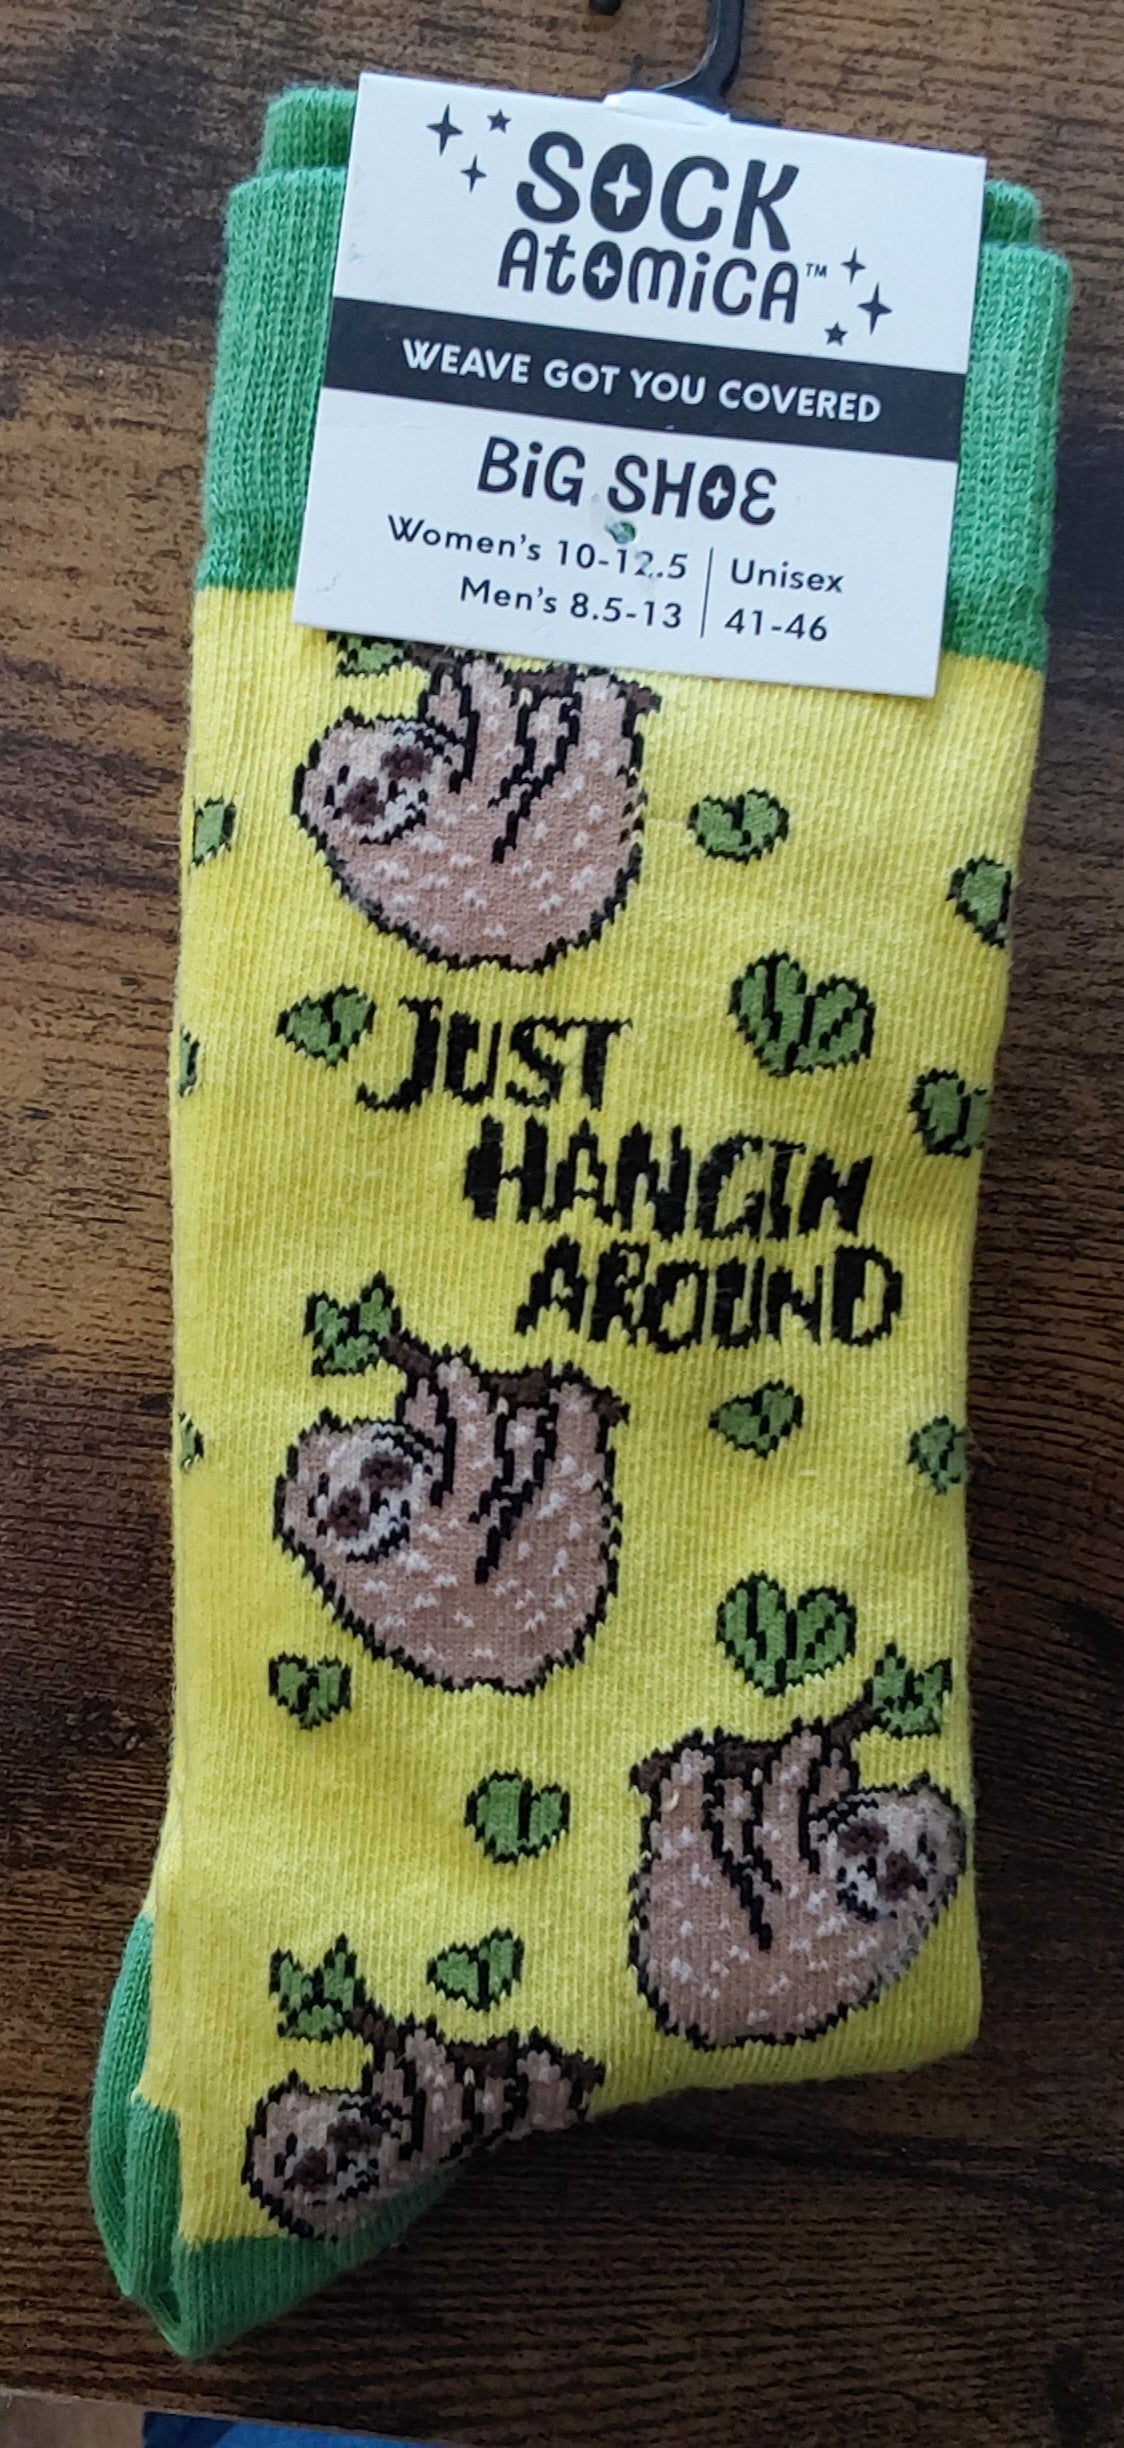 SOCK
AtOMiCA™
WEAVE GOT YOU COVERED
BiG SHOE
Women's 10-12.5 | Unisex
Men's 8.5-13 | 41-46
JUST
HANGIN
AROUND